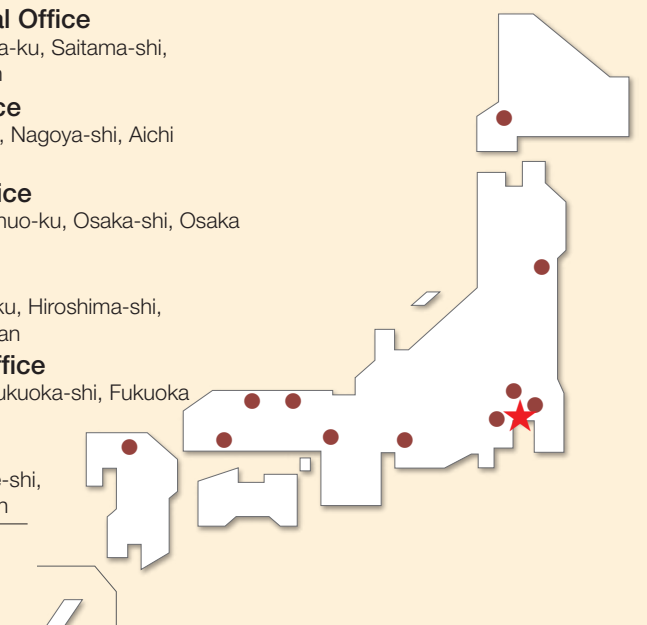 al Office
a-ku, Saitama-shi,
n
ce
, Nagoya-shi, Aichi
ice
nuo-ku, Osaka-shi, Osaka
ku, Hiroshima-shi,
an
ffice
ukuoka-shi, Fukuoka
e-shi,
n